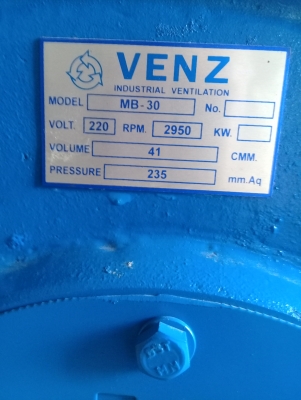 VENZ
INDUSTRIAL VENTILATION
MODEL MB-30 No.
VOLT. 220 RPM. 2950 KW.
VOLUME 41 CMM.
PRESSURE 235 mm.Aq